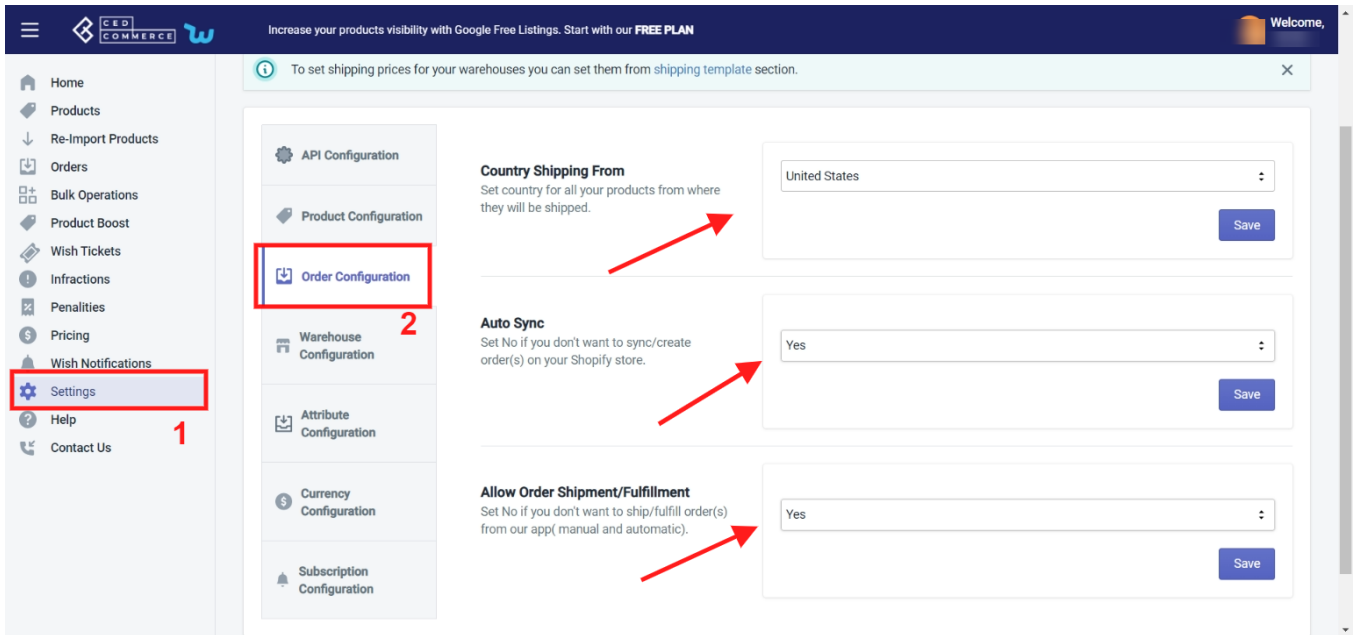 CED
COMMERCE
Increase your products visibility with Google Free Listings. Start with our FREE PLAN
Welcome,
To set shipping prices for your warehouses you can set them from shipping template section.
Home
Products
Re-Import Products
Orders
Bulk Operations
Product Boost
Wish Tickets
Infractions
Penalities
Pricing
Wish Notifications
Settings
Help
1
Contact Us
API Configuration
Product Configuration
Order Configuration
2
Warehouse
Configuration
Attribute
Configuration
Currency
Configuration
Subscription
Configuration
Country Shipping From
Set country for all your products from where
they will be shipped.
United States
Save
Auto Sync
Set No if you don't want to sync/create
order(s) on your Shopify store.
Yes
Save
Allow Order Shipment/Fulfillment
Set No if you don't want to ship/fulfill order(s)
from our app( manual and automatic).
Yes
Save